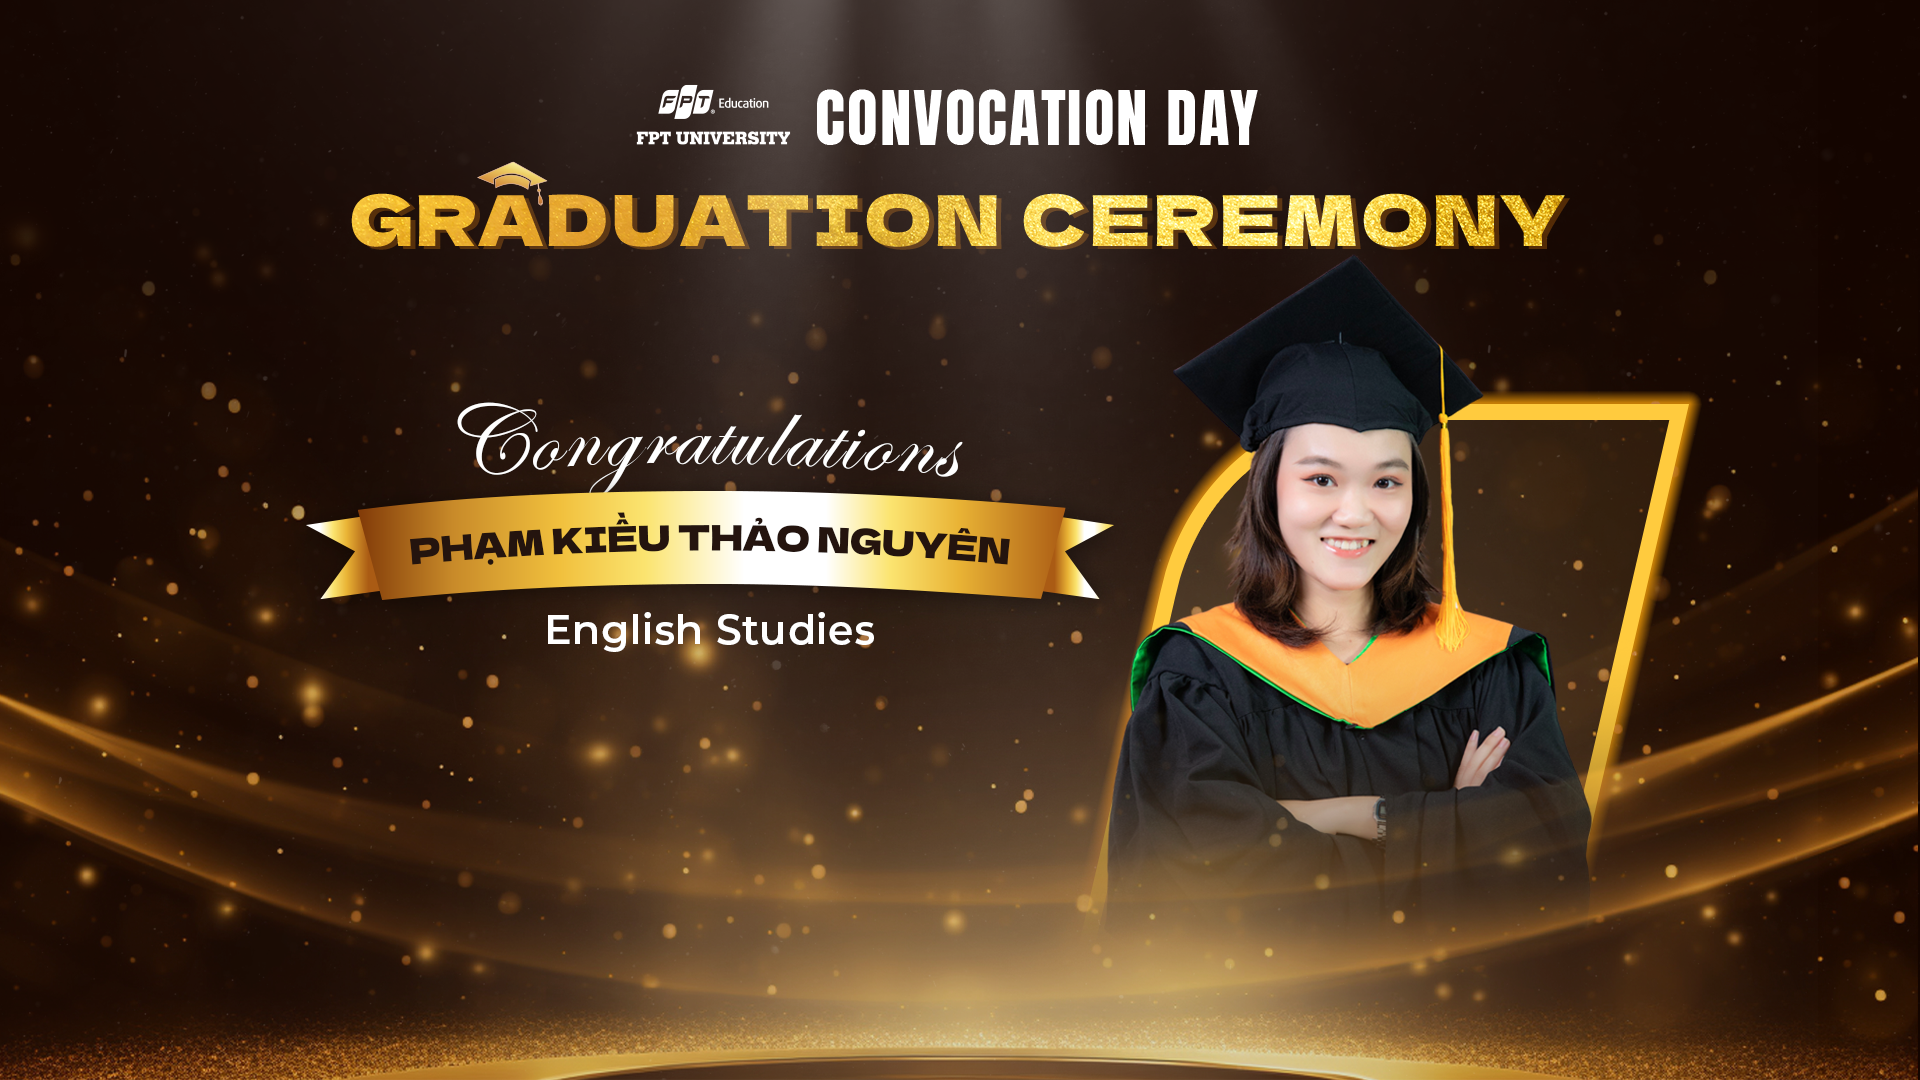 FPT Education
FPT UNIVERSITY
CONVOCATION DAY
GRADUATION CEREMONY
Congratulations
PHẠM KIỀU THẢO NGUYÊN
English Studies